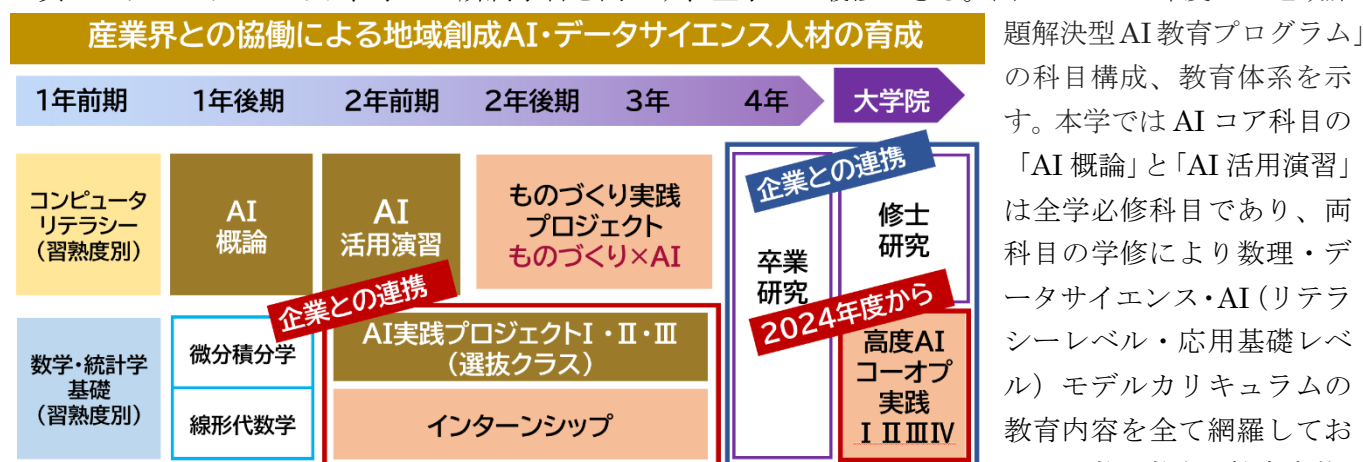 産業界との協働による地域創成AI・データサイエンス人材の育成
1年前期
1年後期
2年前期
2年後期
3年
4年
大学院
コンピュータ
リテラシー
(習熟度別)
AI
概論
AI
活用演習
ものづくり実践
プロジェクト
ものづくり×AI
企業との連携
卒業
研究
修士
研究
企業との連携
2024年度から
数学・統計学
基礎
(習熟度別)
微分積分学
線形代数学
AI実践プロジェクトⅠ・Ⅱ・Ⅲ
(選抜クラス)
インターンシップ
高度AI
コーオプ
実践
ⅠⅡⅢⅣ
題解決型AI教育プログラム」
の科目構成、教育体系を示
す。本学では AI コア科目の
「AI 概論」と「AI 活用演習」
は全学必修科目であり、両
科目の学修により数理・デ
ータサイエンス・AI(リテラ
シーレベル・応用基礎レベ
ル)モデルカリキュラムの
教育内容を全て網羅してお